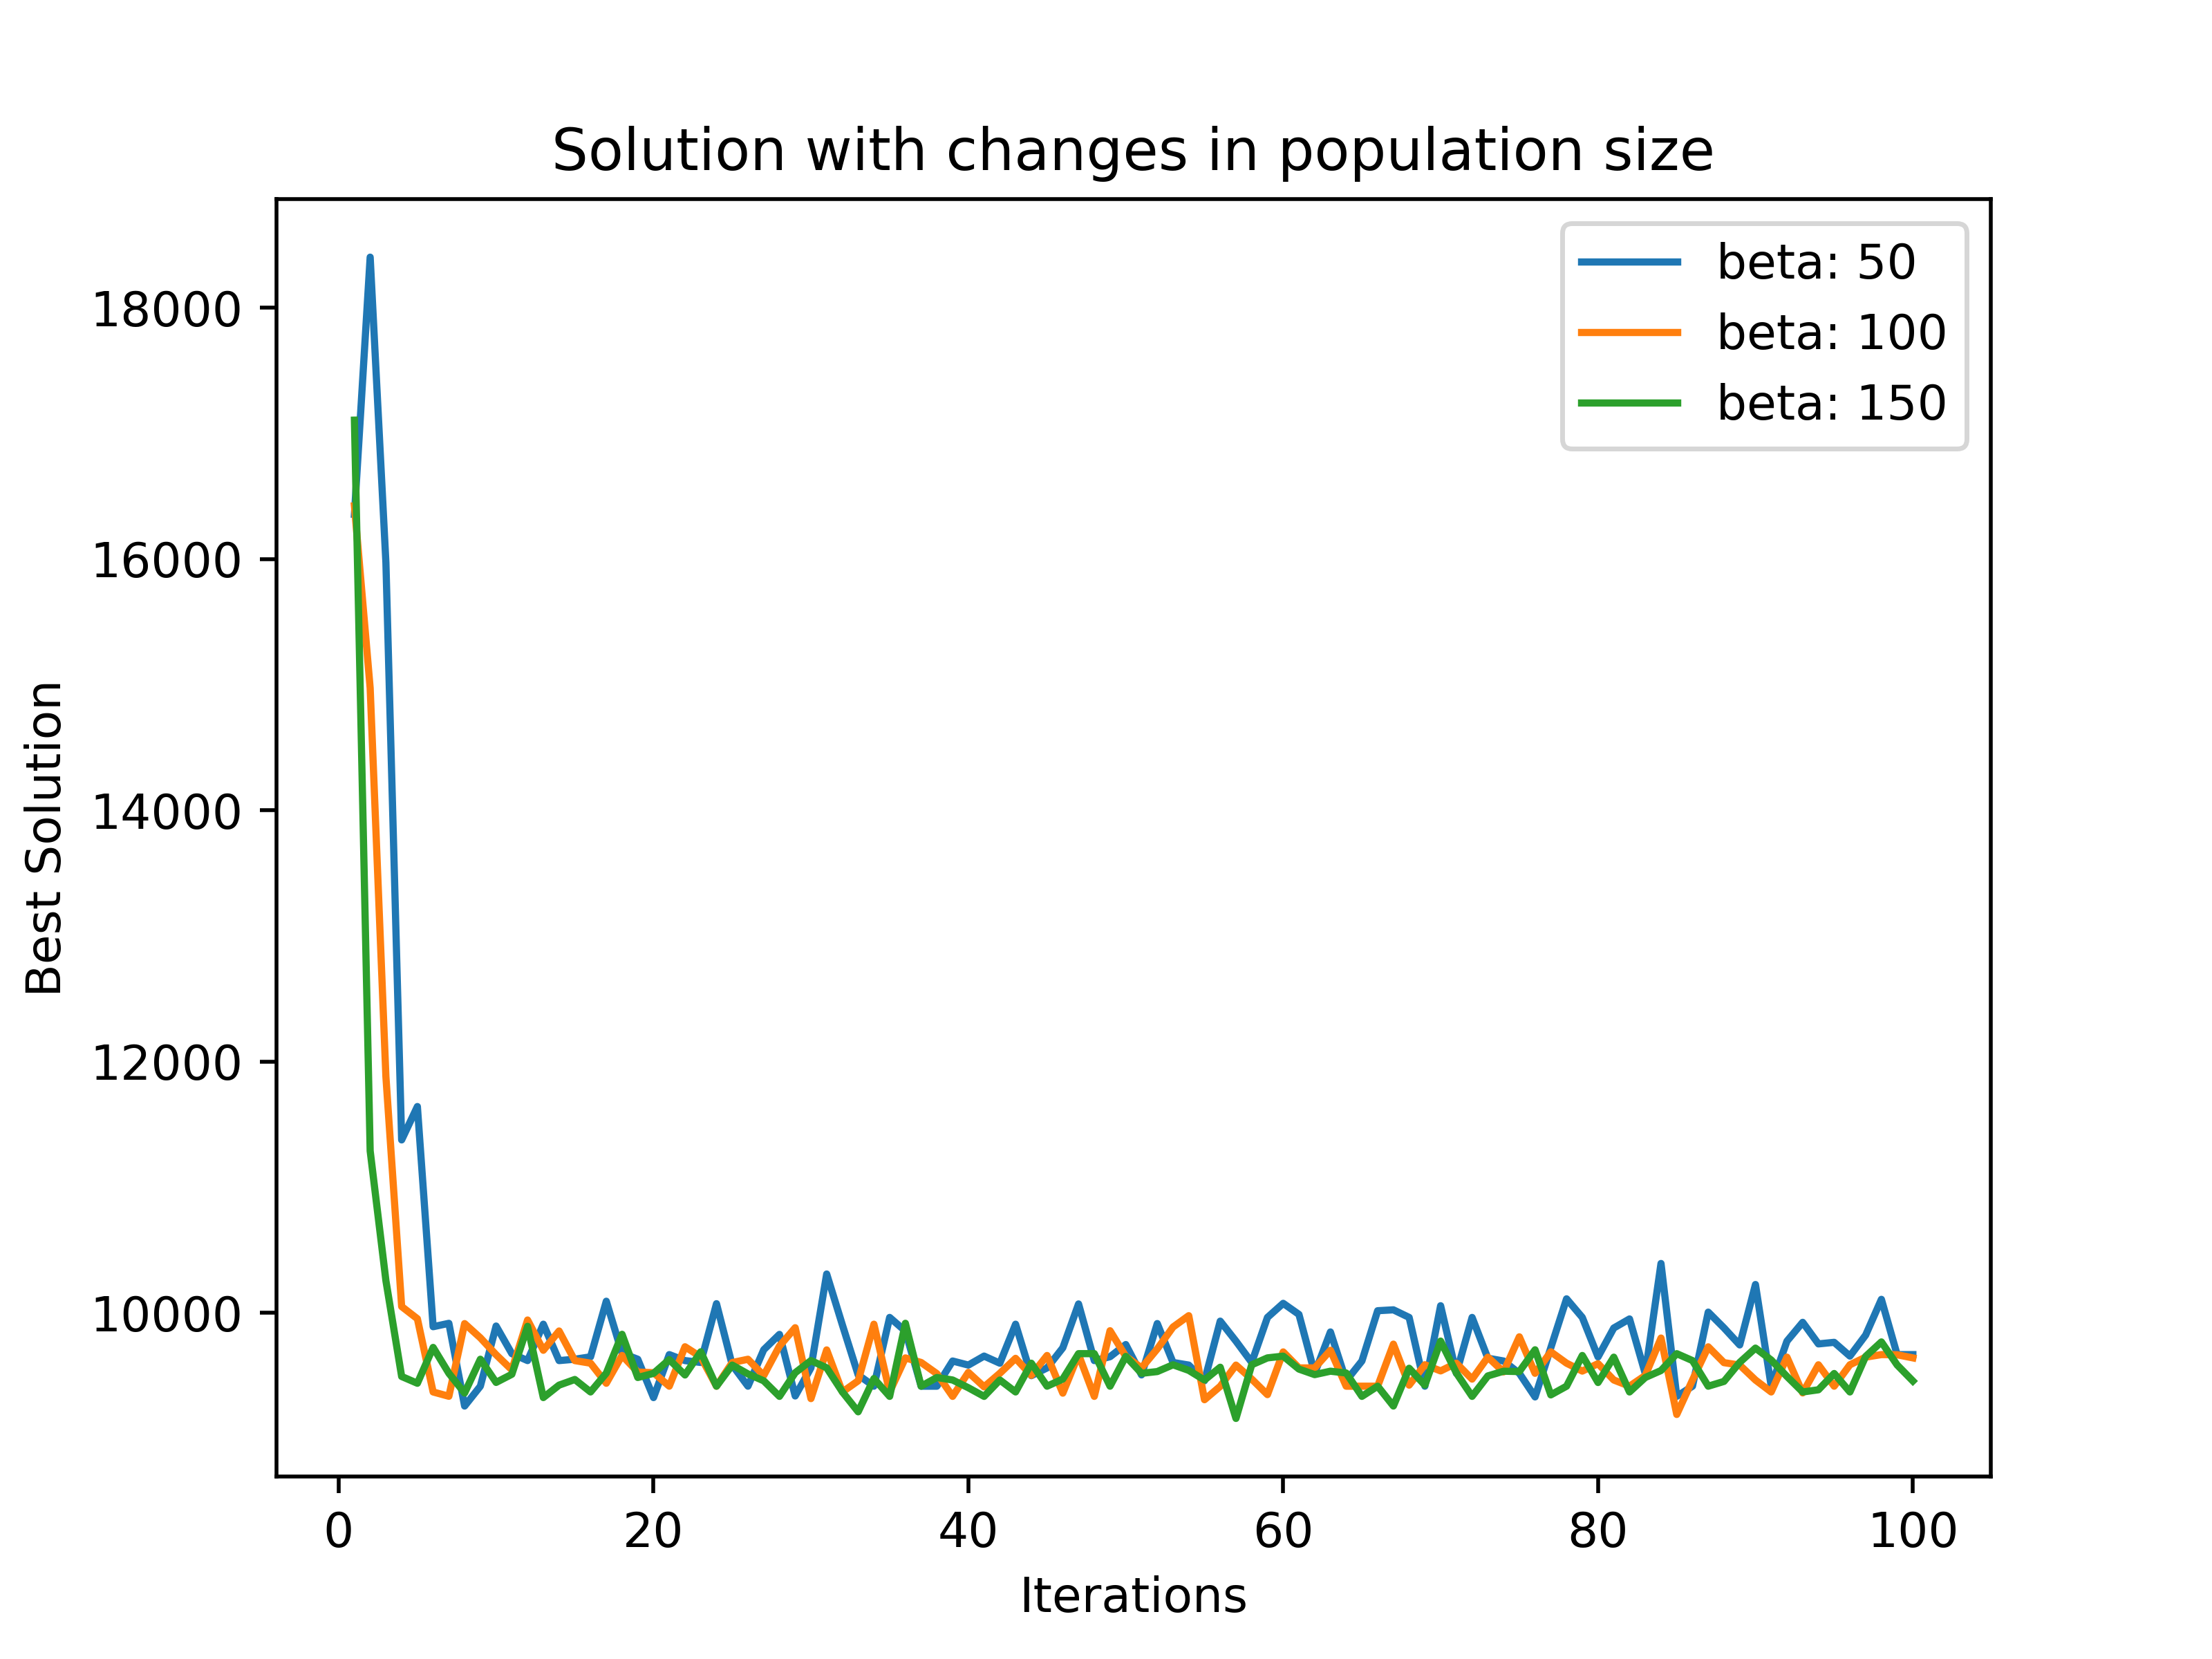 Solution with changes in population size
beta: 50
beta: 100
beta: 150
Best Solution
18000
16000
14000
12000
10000
0 20 40 60 80 100
Iterations